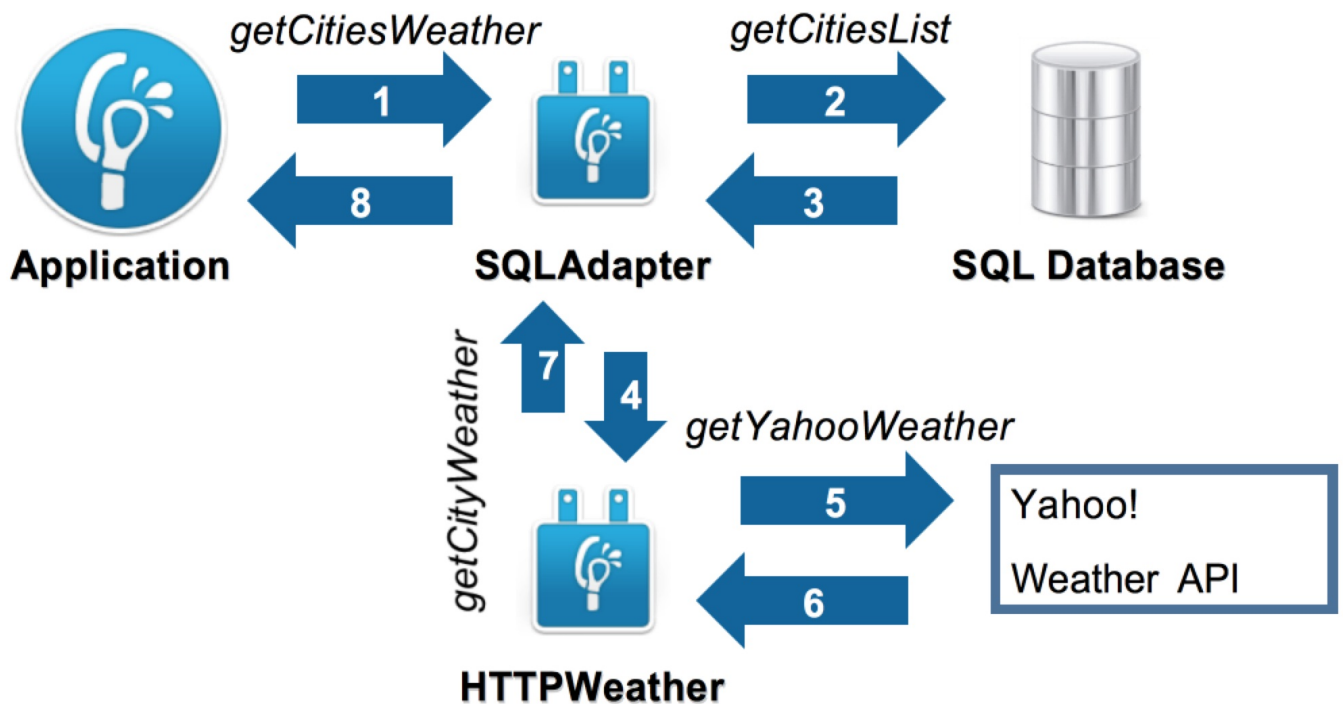 getCitiesWeather
getCitiesList
1
2
8
3
Application
SQLAdapter
SQL Database
getCityWeather
7
4
getYahooWeather
5
Yahoo!
Weather API
6
HTTPWeather